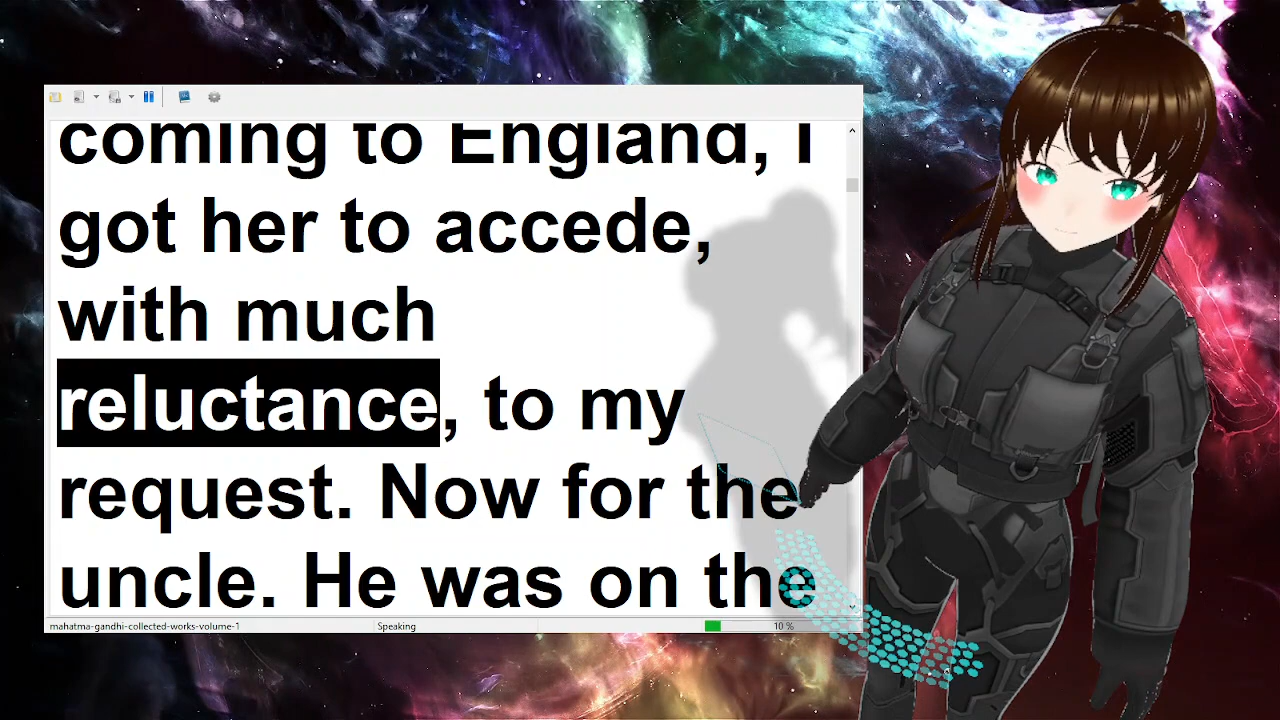 coming to England, I
got her to accede,
with much
reluctance, to my
request. Now for the
uncle. He was on the
mahatma-gandhi-collected-works-volume-1 Speaking 10 %